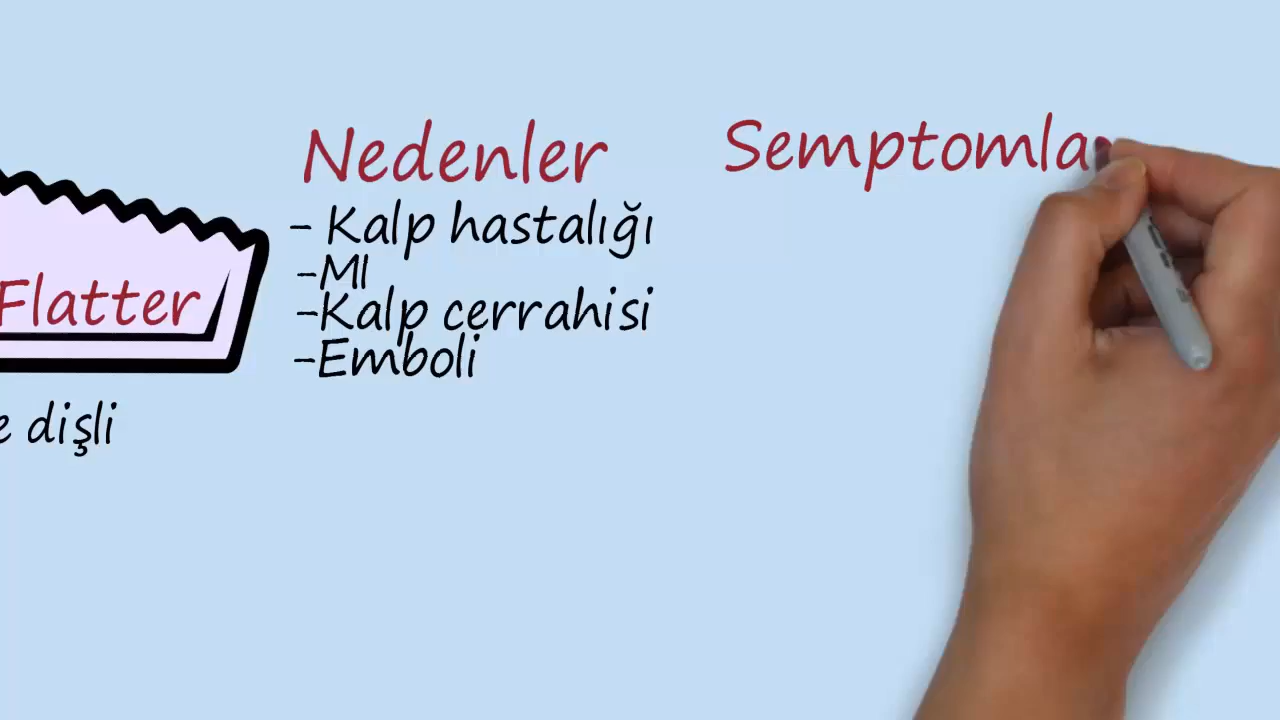 Nedenler
- Kalp hastalığı
-MI
-Kalp cerrahisi
-Emboli
Semptomla
Flatter
e dişli